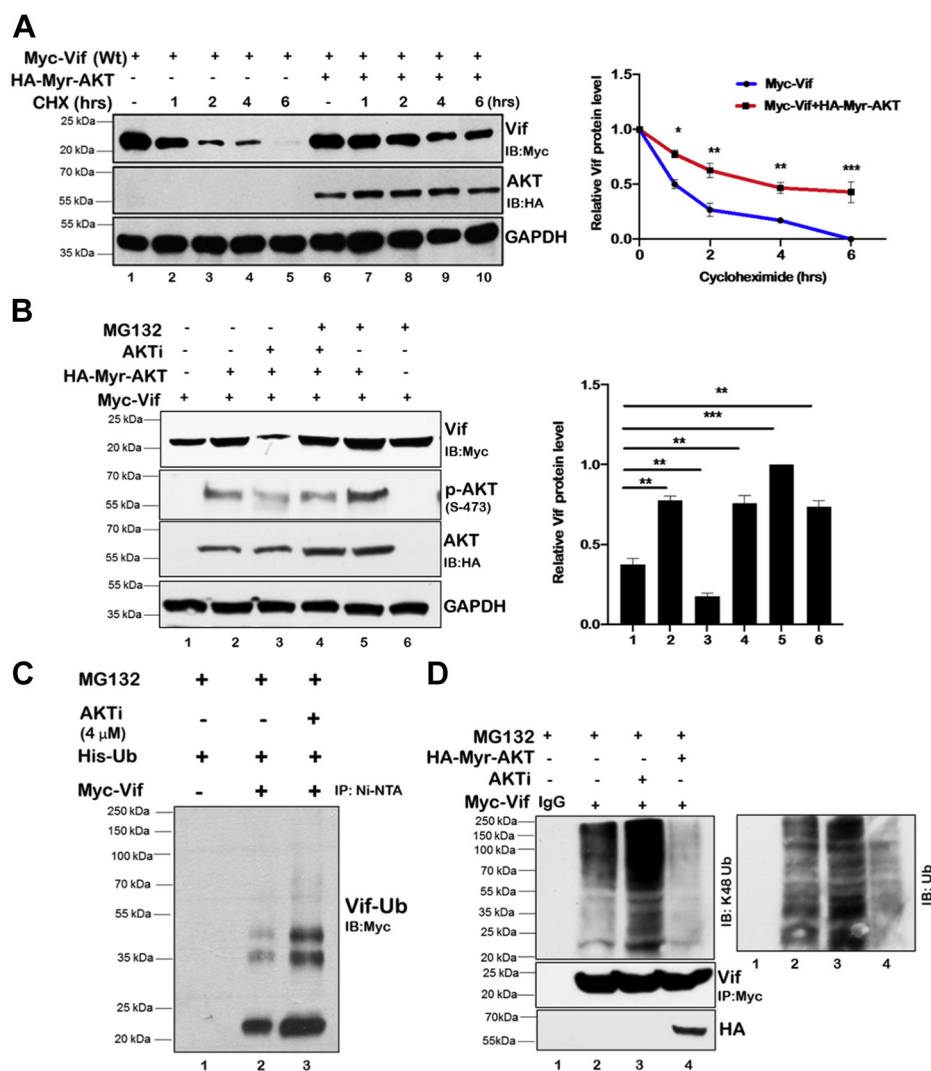 A
Myc-Vif (Wt) + + + + + + + + + +
HA-Myr-AKT + + + + +
CHX (hrs) - 1 2 4 6 - 1 2 4 6 (hrs)
25 kDa
20 kDa
Vif
IB:Myc
70 kDa
55 kDa
AKT
IB:HA
35 kDa
GAPDH
1 2 3 4 5 6 7 8 9 10
Relative Vif protein level
1.5
1.0
0.5
0.0
Myc-Vif
Myc-Vif+HA-Myr-AKT
* ** ** ***
0 2 4 6
Cycloheximide (hrs)
B
MG132 - - - + + +
AKTi - - + + - -
HA-Myr-AKT - + + + + -
Myc-Vif + + + + + +
25 kDa
20 kDa
Vif
IB:Myc
70 kDa
55 kDa
p-AKT
(S-473)
70 kDa
55 kDa
AKT
IB:HA
55 kDa
35 kDa
GAPDH
1 2 3 4 5 6
Relative Vif protein level
1.5
1.0
0.5
0.0
**
***
**
**
**
1 2 3 4 5 6
C
MG132 + + +
AKTi - - +
(4 μM)
His-Ub + + +
Myc-Vif - + + IP: Ni-NTA
250 kDa
150 kDa
100 kDa
70 kDa
55 kDa
35 kDa
25 kDa
20 kDa
Vif-Ub
IB:Myc
1 2 3
D
MG132 + + + +
HA-Myr-AKT - - - +
AKTi - - + -
Myc-Vif IgG + + +
250 kDa
150 kDa
100 kDa
70 kDa
55 kDa
35 kDa
25 kDa
20kDa
IB: K48 Ub
IB: Ub
1 2 3 4
25 kDa
20 kDa
Vif
IP:Myc
70kDa
55kDa
HA
1 2 3 4